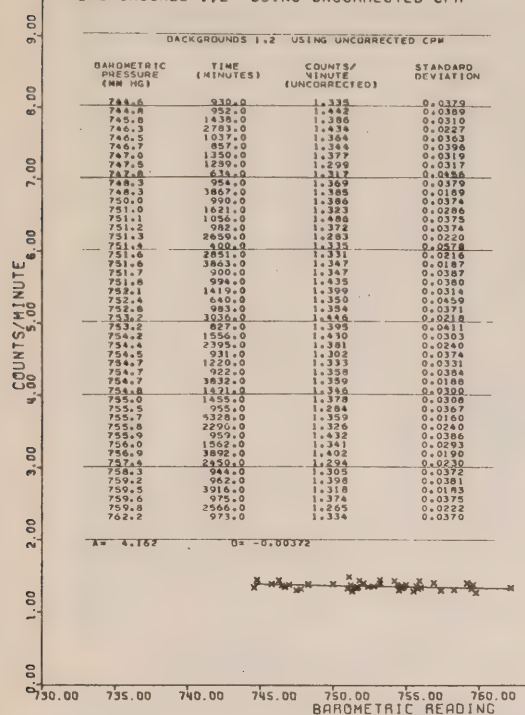 BACKGROUNDS 1.2 USING UNCORRECTED CPM
BACKGROUNDS 1.2 USING UNCORRECTED CPM
BAROMETRIC PRESSURE (MM HG) TIME (MINUTES) COUNTS/MINUTE (UNCORRECTED) STANDARD DEVIATION
744.6 930.0 1.335 0.0379
744.8 952.0 1.442 0.0389
745.8 1438.0 1.386 0.0310
746.3 2783.0 1.434 0.0227
746.5 1037.0 1.364 0.0363
746.7 857.0 1.344 0.0396
747.0 1350.0 1.377 0.0319
747.5 1289.0 1.299 0.0317
747.8 634.0 1.317 0.0456
748.3 954.0 1.369 0.0379
748.3 3867.0 1.385 0.0189
750.0 990.0 1.386 0.0374
751.0 1621.0 1.323 0.0286
751.1 1056.0 1.486 0.0375
751.2 982.0 1.372 0.0374
751.3 2659.0 1.283 0.0220
751.4 400.0 1.335 0.0578
751.6 2851.0 1.331 0.0216
751.6 3863.0 1.347 0.0187
751.7 900.0 1.347 0.0387
751.8 994.0 1.435 0.0380
752.1 1419.0 1.399 0.0314
752.4 640.0 1.350 0.0459
752.8 983.0 1.354 0.0371
753.2 3036.0 1.446 0.0218
753.2 827.0 1.395 0.0411
754.2 1556.0 1.430 0.0303
754.4 2395.0 1.381 0.0240
754.5 931.0 1.302 0.0374
754.7 1220.0 1.333 0.0331
754.7 922.0 1.358 0.0384
754.7 3832.0 1.359 0.0188
754.8 1491.0 1.346 0.0300
755.0 1455.0 1.378 0.0308
755.5 955.0 1.284 0.0367
755.7 5328.0 1.359 0.0160
755.8 2290.0 1.326 0.0240
755.9 959.0 1.432 0.0386
756.0 1562.0 1.341 0.0293
756.9 3892.0 1.402 0.0190
757.4 2450.0 1.294 0.0230
758.3 944.0 1.305 0.0372
759.2 962.0 1.398 0.0381
759.5 3916.0 1.318 0.0183
759.6 975.0 1.374 0.0375
759.8 2566.0 1.265 0.0222
762.2 973.0 1.334 0.0370
A= 4.162 B= -0.00372
COUNTS/MINUTE
9.00
8.00
7.00
6.00
5.00
4.00
3.00
2.00
1.00
0.00
730.00 735.00 740.00 745.00 750.00 755.00 760.00
BAROMETRIC READING